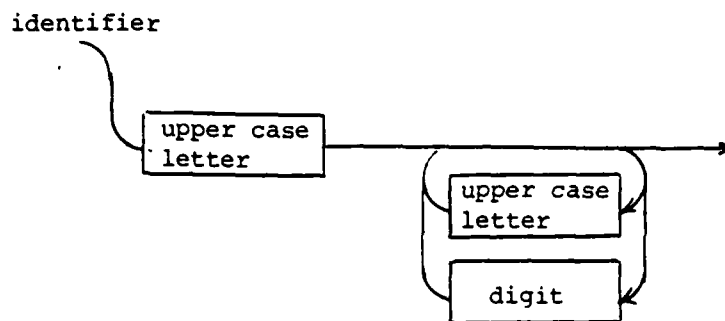 identifier
upper case
letter
upper case
letter
digit